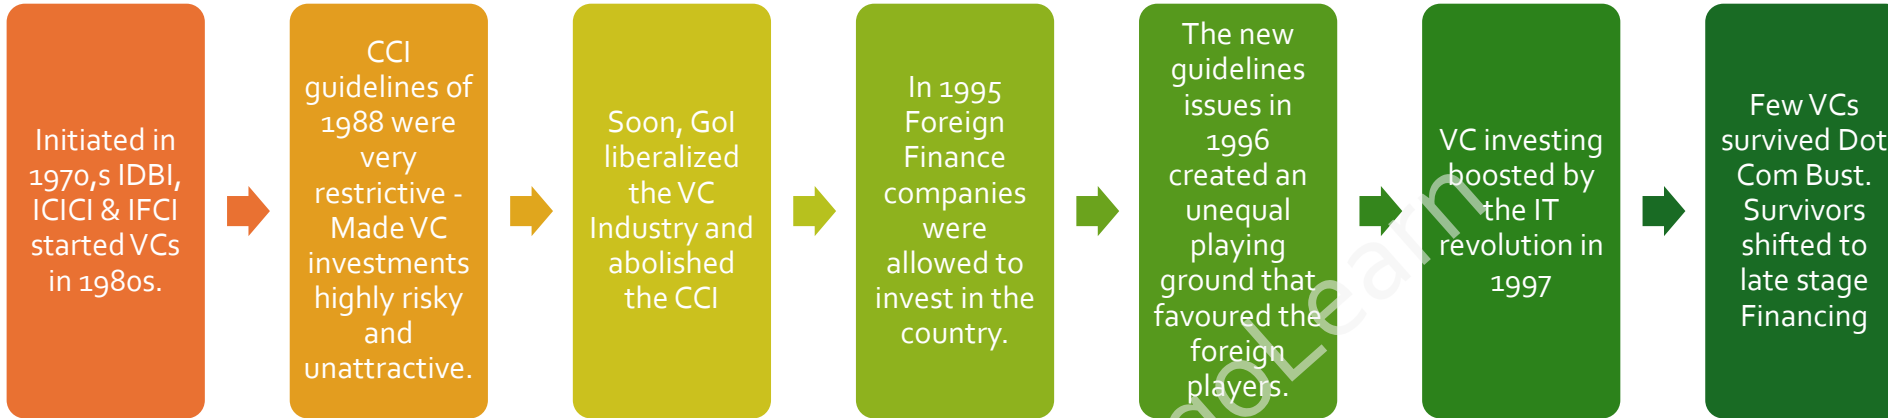 Initiated in
1970,s IDBI,
ICICI & IFCI
started VCs
in 1980s.
CCI
guidelines of
1988 were
very
restrictive -
Made VC
investments
highly risky
and
unattractive.
Soon, GoI
liberalized
the VC
Industry and
abolished
the CCI
In 1995
Foreign
Finance
companies
were
allowed to
invest in the
country.
The new
guidelines
issues in
1996
created an
unequal
playing
ground that
favoured the
foreign
players.
VC investing
boosted by
the IT
revolution in
1997
Few VCs
survived Dot
Com Bust.
Survivors
shifted to
late stage
Financing